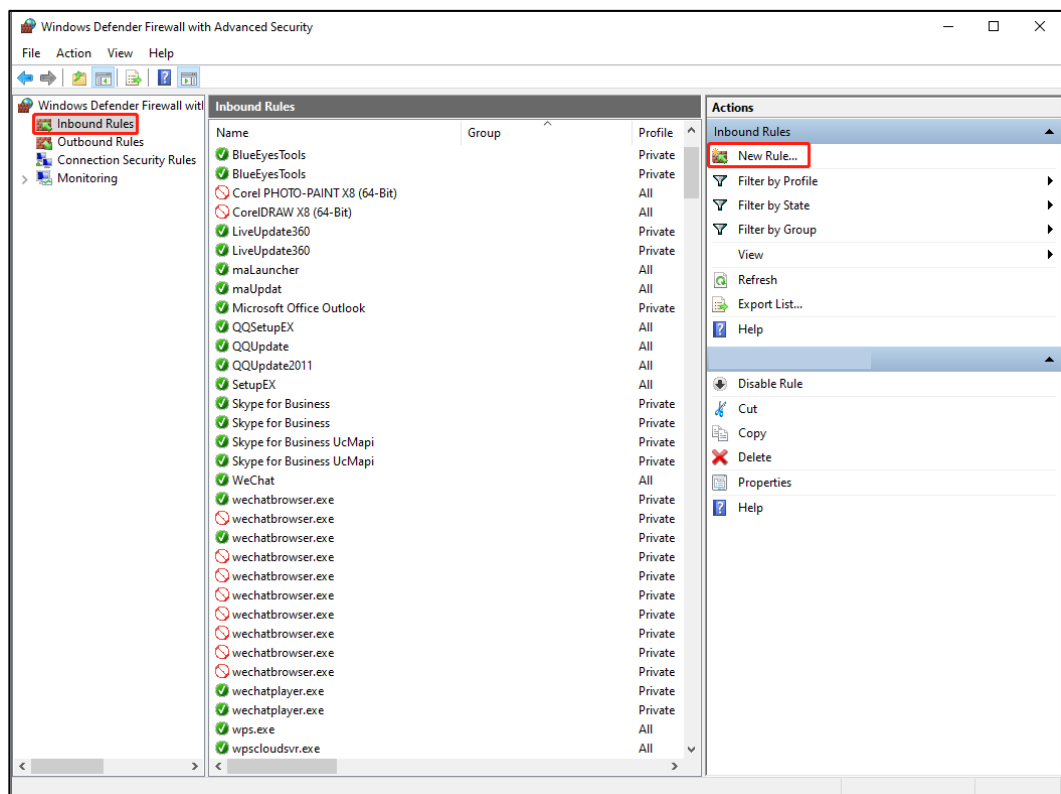 Windows Defender Firewall with Advanced Security
File Action View Help
Windows Defender Firewall witl
Inbound Rules
Outbound Rules
Connection Security Rules
Monitoring
Inbound Rules
Name Group Profile
BlueEyesTools Private
BlueEyesTools Private
Corel PHOTO-PAINT X8 (64-Bit) All
CorelDRAW X8 (64-Bit) All
LiveUpdate360 Private
LiveUpdate360 Private
maLauncher All
maUpdat All
Microsoft Office Outlook Private
QQSetupEX All
QQUpdate All
QQUpdate2011 All
SetupEX All
Skype for Business Private
Skype for Business Private
Skype for Business UcMapi Private
Skype for Business UcMapi Private
WeChat All
wechatbrowser.exe Private
wechatbrowser.exe Private
wechatbrowser.exe Private
wechatbrowser.exe Private
wechatbrowser.exe Private
wechatbrowser.exe Private
wechatbrowser.exe Private
wechatbrowser.exe Private
wechatbrowser.exe Private
wechatbrowser.exe Private
wechatplayer.exe Private
wechatplayer.exe Private
wps.exe All
wpscloudsvr.exe All
Actions
Inbound Rules
New Rule...
Filter by Profile
Filter by State
Filter by Group
View
Refresh
Export List...
Help
Disable Rule
Cut
Copy
Delete
Properties
Help